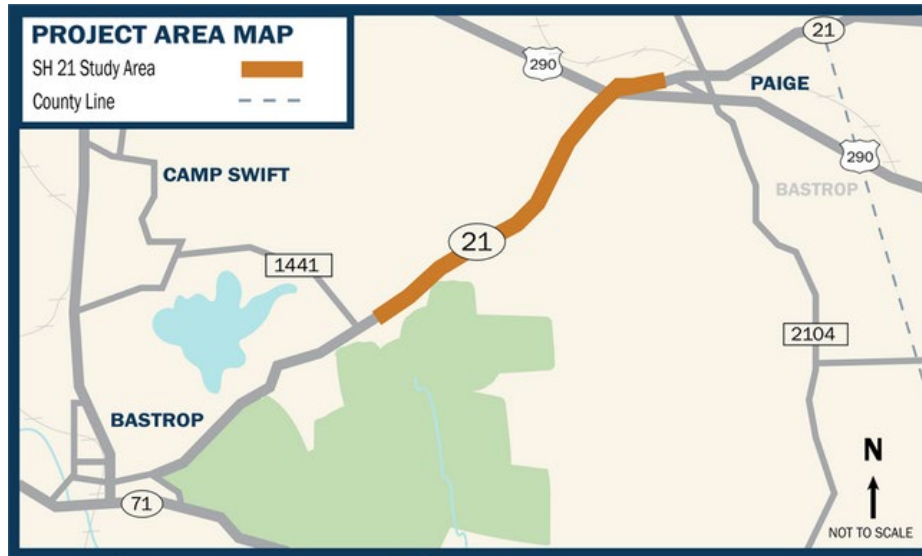 PROJECT AREA MAP
SH 21 Study Area
County Line
21
290
PAIGE
290
CAMP SWIFT
BASTROP
21
1441
2104
BASTROP
71
N
NOT TO SCALE